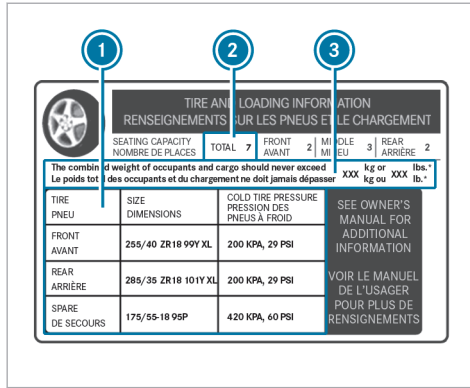 1 2 3
TIRE AND LOADING INFORMATION
RENSEIGNEMENTS SUR LES PNEUS ET LE CHARGEMENT
SEATING CAPACITY
NOMBRE DE PLACES
TOTAL 7
FRONT
AVANT 2
MIDDLE
MILIEU 3
REAR
ARRIÈRE 2
The combined weight of occupants and cargo should never exceed XXX kg or XXX lbs.*
Le poids total des occupants et du chargement ne doit jamais dépasser kg ou lb.*
TIRE
PNEU
SIZE
DIMENSIONS
COLD TIRE PRESSURE
PRESSION DES
PNEUS À FROID
FRONT
AVANT
255/40 ZR18 99Y XL
200 KPA, 29 PSI
REAR
ARRIÈRE
285/35 ZR18 101Y XL
200 KPA, 29 PSI
SPARE
DE SECOURS
175/55-18 95P
420 KPA, 60 PSI
SEE OWNER'S
MANUAL FOR
ADDITIONAL
INFORMATION
VOIR LE MANUEL
DE L'USAGER
POUR PLUS DE
RENSIGNEMENTS